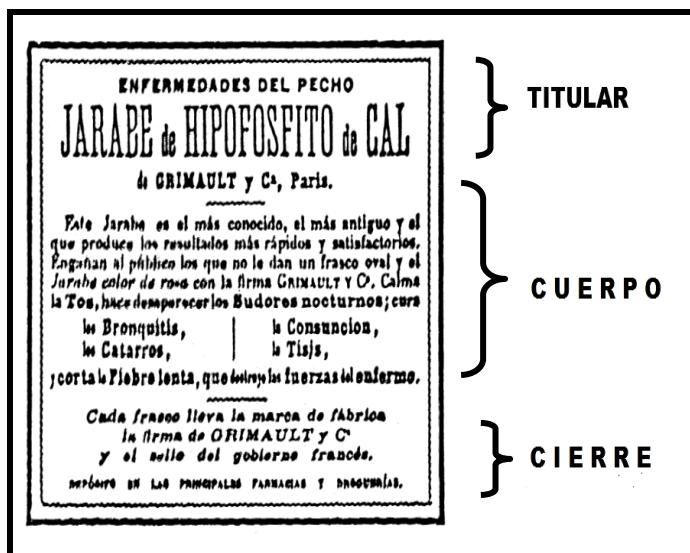 ENFERMEDADES DEL PECHO
JARABE de HIPOFOSFITO de CAL
de GRIMAULT y Cª, Paris.
Este Jarabe es el más conocido, el más antiguo y el
que produce los resultados más rápidos y satisfactorios.
Engañan al público los que no le dan un frasco oval y el
Jarabe color de rosa con la firma GRIMAULT Y Cª. Calma
la Tos, hace desaparecer los Sudores nocturnos; cura
las Bronquitis,
los Catarros,
la Consuncion,
la Tisis,
y corta la Fiebre lenta, que destruye las fuerzas del enfermo.
Cada frasco lleva la marca de fábrica
la firma de GRIMAULT y Cª
y el sello del gobierno francés.
DEPÓSITO EN LAS PRINCIPALES FARMACIAS Y DROGUERÍAS.
TITULAR
CUERPO
CIERRE